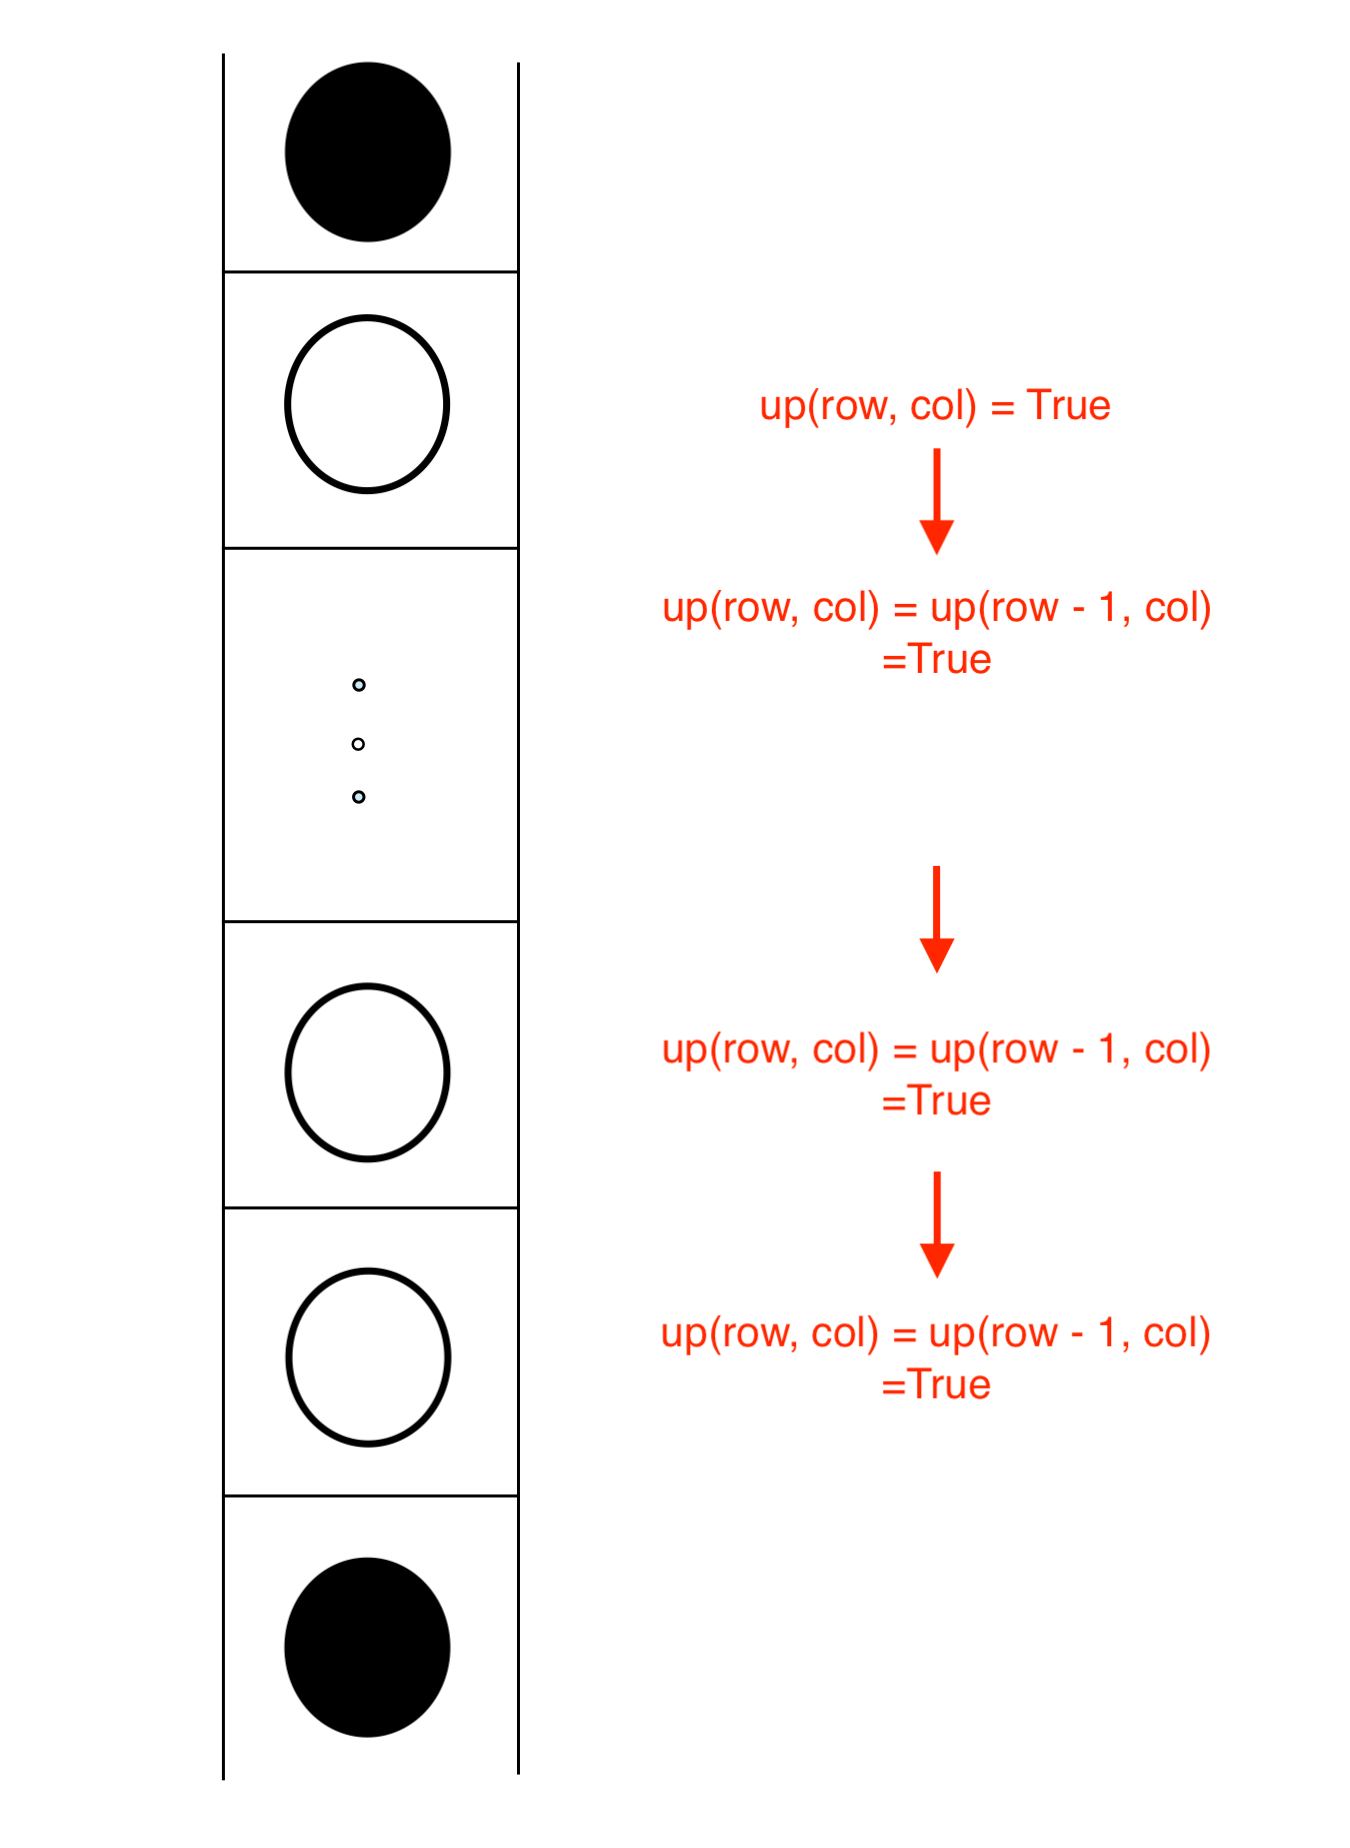 up(row, col) = True
up(row, col) = up(row - 1, col)
=True
up(row, col) = up(row - 1, col)
=True
up(row, col) = up(row - 1, col)
=True